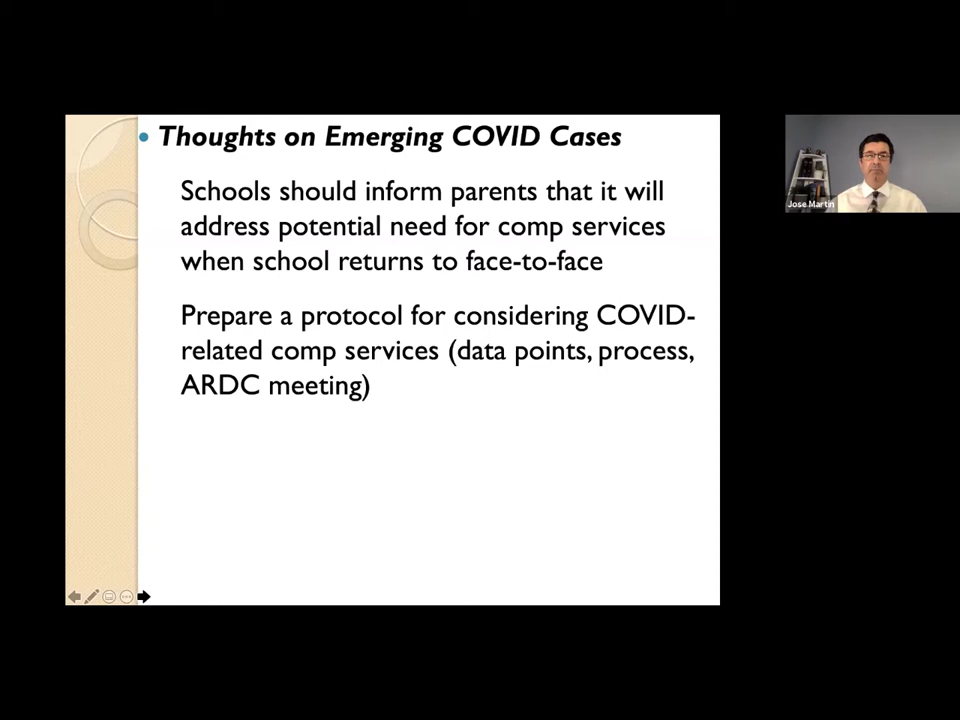 Thoughts on Emerging COVID Cases
Schools should inform parents that it will
address potential need for comp services
when school returns to face-to-face
Prepare a protocol for considering COVID-
related comp services (data points, process,
ARDC meeting)
Jose Martin